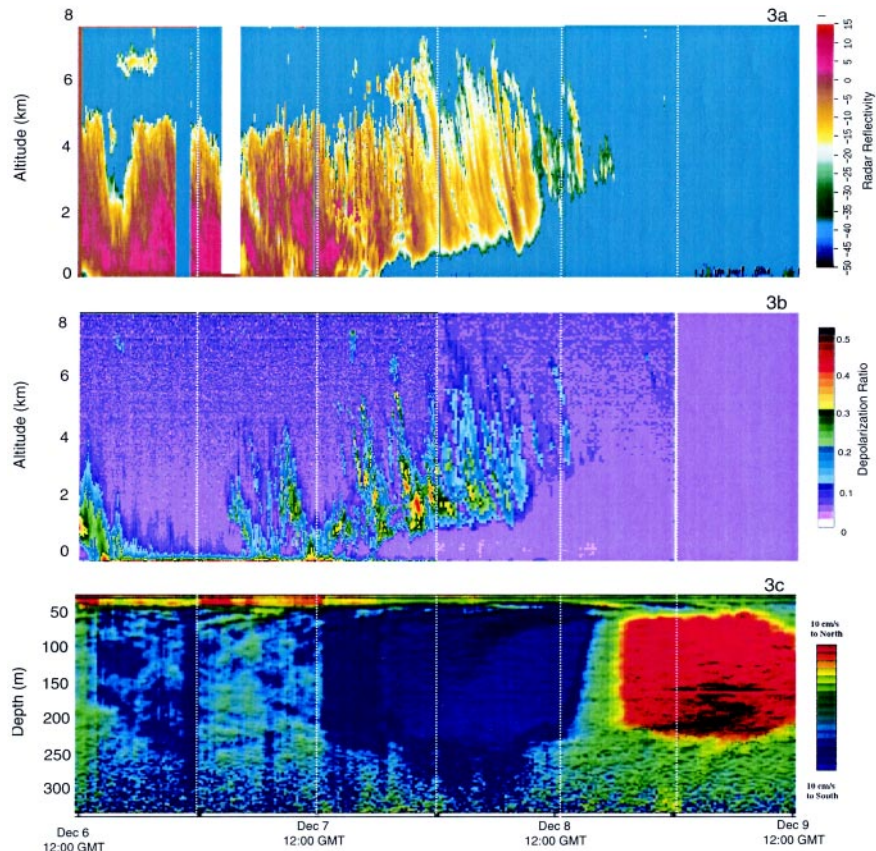 3a
8
6
4
2
0
Altitude (km)
15
10
5
0
-5
-10
-15
-20
-25
-30
-35
-40
-45
-50
Radar Reflectivity
3b
8
6
4
2
0
Altitude (km)
0.5
0.4
0.3
0.2
0.1
0
Depolarization Ratio
3c
50
100
150
200
250
300
Depth (m)
10 cm/s
to North
10 cm/s
to South
Dec 6
12:00 GMT
Dec 7
12:00 GMT
Dec 8
12:00 GMT
Dec 9
12:00 GMT